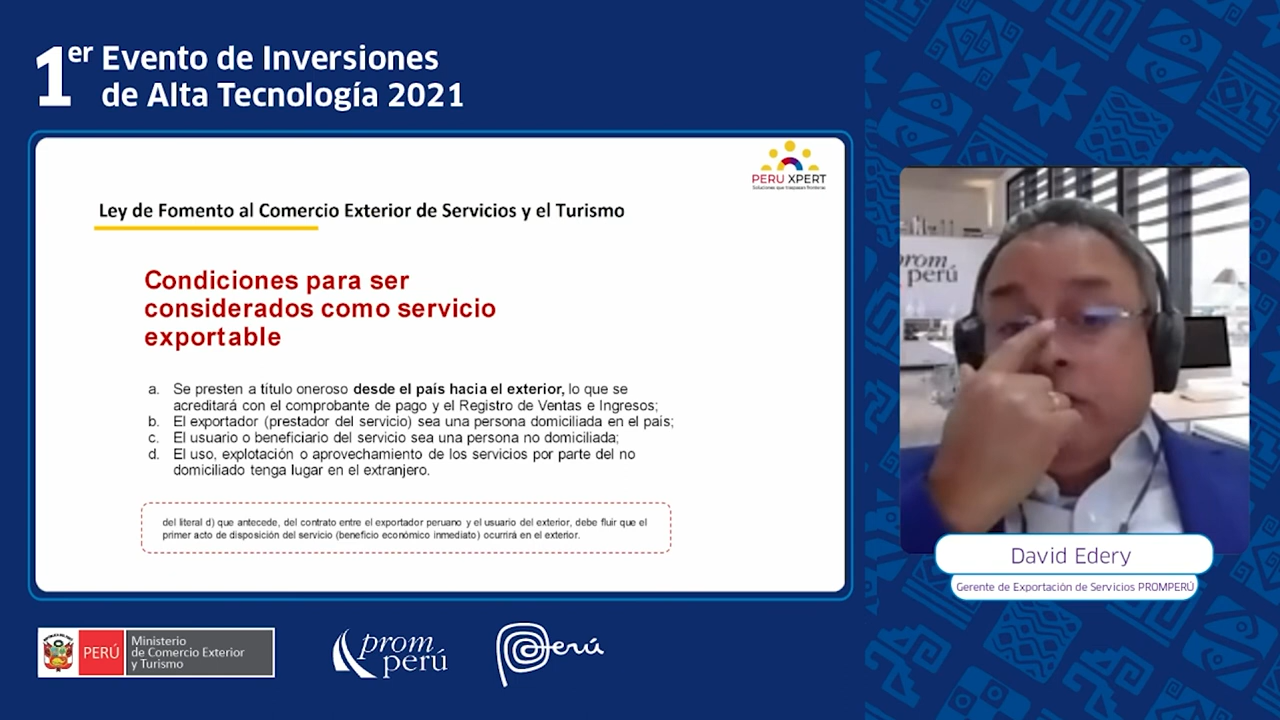 1er Evento de Inversiones
de Alta Tecnología 2021
PERU XPERT
Soluciones que traspasan fronteras
Ley de Fomento al Comercio Exterior de Servicios y el Turismo
Condiciones para ser
considerados como servicio
exportable
a. Se presten a título oneroso desde el país hacia el exterior, lo que se
acreditará con el comprobante de pago y el Registro de Ventas e Ingresos;
b. El exportador (prestador del servicio) sea una persona domiciliada en el país;
c. El usuario o beneficiario del servicio sea una persona no domiciliada;
d. El uso, explotación o aprovechamiento de los servicios por parte del no
domiciliado tenga lugar en el extranjero.
del literal d) que antecede, del contrato entre el exportador peruano y el usuario del exterior, debe fluir que el
primer acto de disposición del servicio (beneficio económico inmediato) ocurrirá en el exterior.
prom
perú
David Edery
Gerente de Exportación de Servicios PROMPERÚ
PERÚ
Ministerio
de Comercio Exterior
y Turismo
prom
perú
Perú